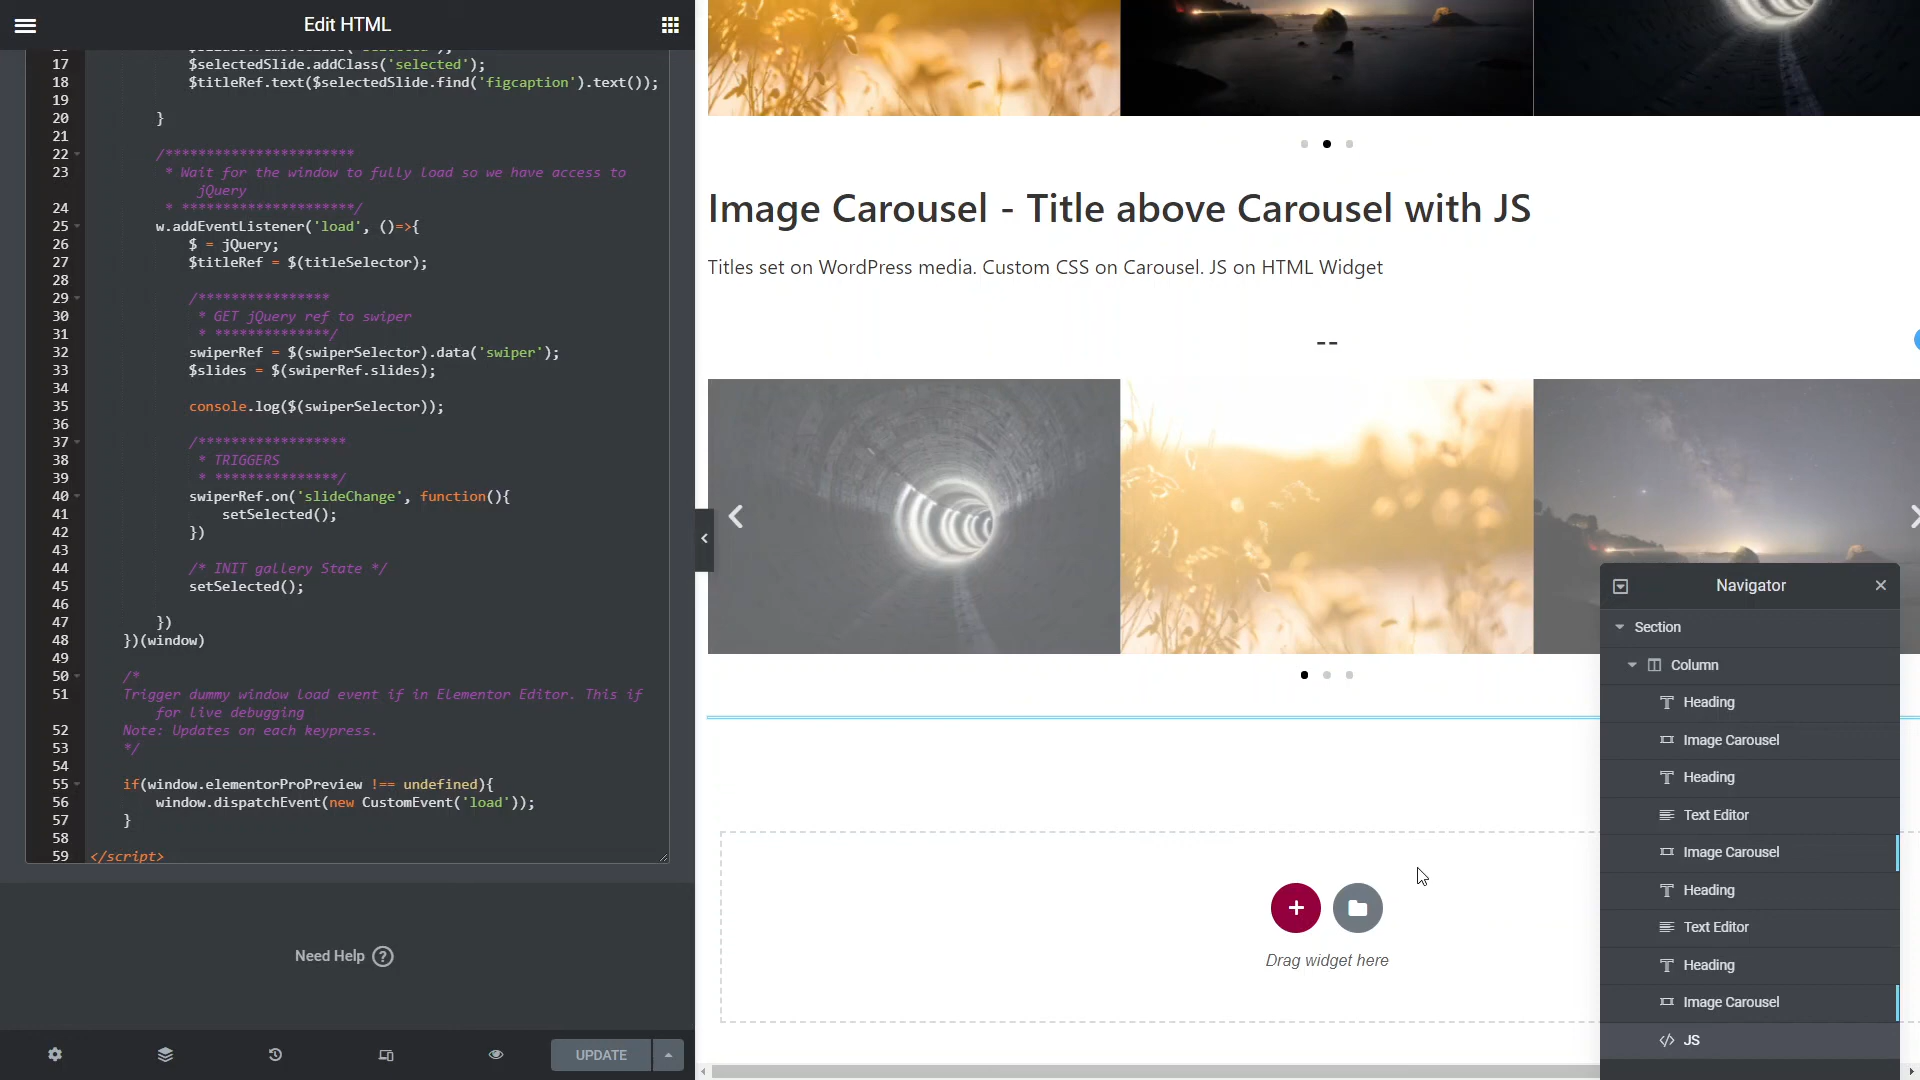 Edit HTML
17 $selectedSlide.addClass('selected');
18 $titleRef.text($selectedSlide.find('figcaption').text());
19
20 }
21
22 /***********************
23 * Wait for the window to fully load so we have access to
jQuery
24 * *********************/
25 w.addEventListener('load', ()=>{
26 $ = jQuery;
27 $titleRef = $(titleSelector);
28
29 /****************
30 * GET jQuery ref to swiper
31 * **************/
32 swiperRef = $(swiperSelector).data('swiper');
33 $slides = $(swiperRef.slides);
34
35 console.log($(swiperSelector));
36
37 /******************
38 * TRIGGERS
39 * ***************/
40 swiperRef.on('slideChange', function(){
41 setSelected();
42 })
43
44 /* INIT gallery State */
45 setSelected();
46
47 })
48 })(window)
49
50 /*
51 Trigger dummy window load event if in Elementor Editor. This if
for live debugging
52 Note: Updates on each keypress.
53 */
54
55 if(window.elementorProPreview !== undefined){
56 window.dispatchEvent(new CustomEvent('load'));
57 }
58
59 </script>
Need Help ?
UPDATE
Image Carousel - Title above Carousel with JS
Titles set on WordPress media. Custom CSS on Carousel. JS on HTML Widget
--
Drag widget here
Navigator
Section
Column
Heading
Image Carousel
Heading
Text Editor
Image Carousel
Heading
Text Editor
Heading
Image Carousel
JS